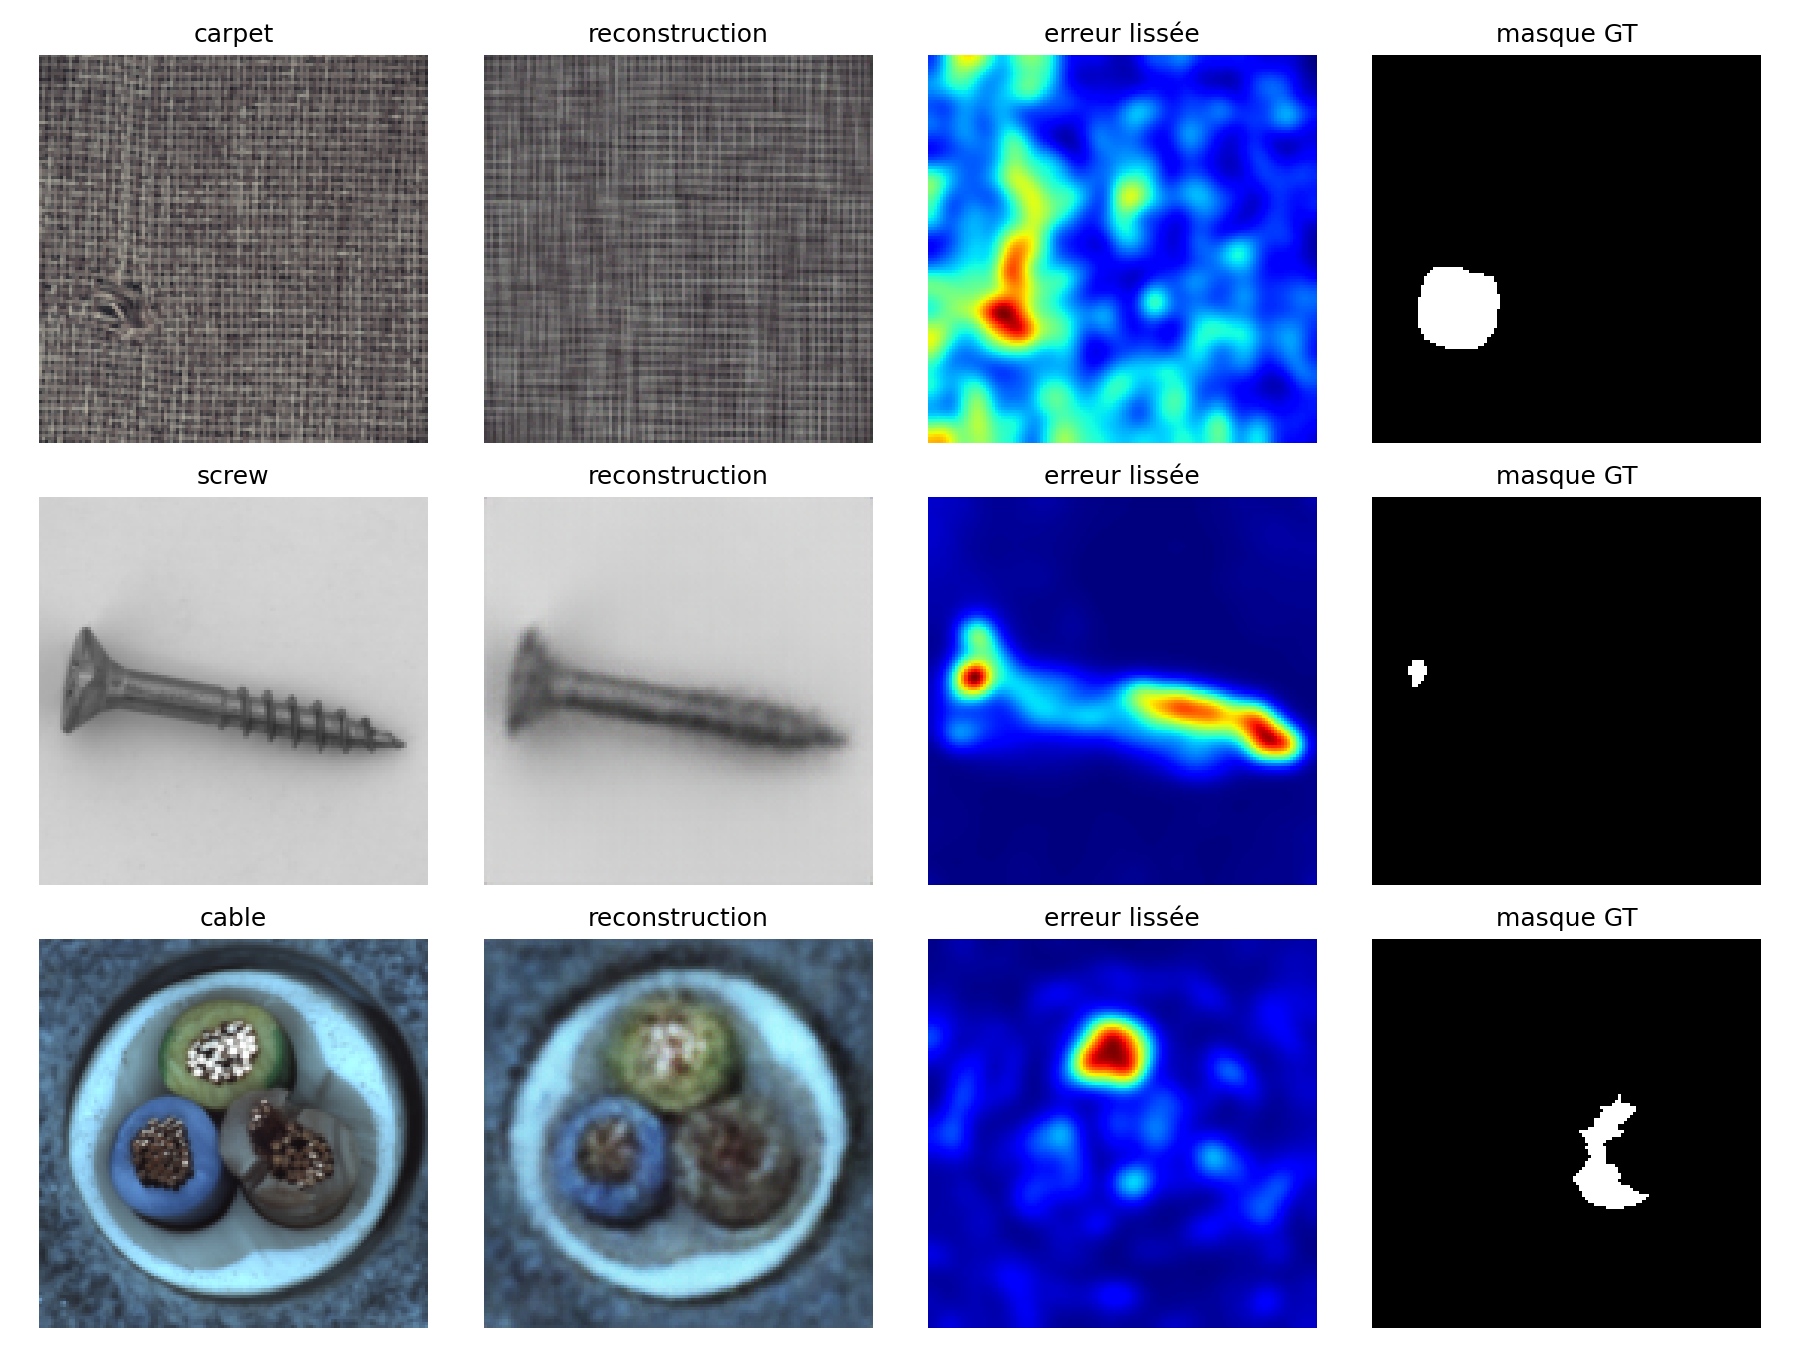 carpet
reconstruction
erreur lissée
masque GT
screw
reconstruction
erreur lissée
masque GT
cable
reconstruction
erreur lissée
masque GT